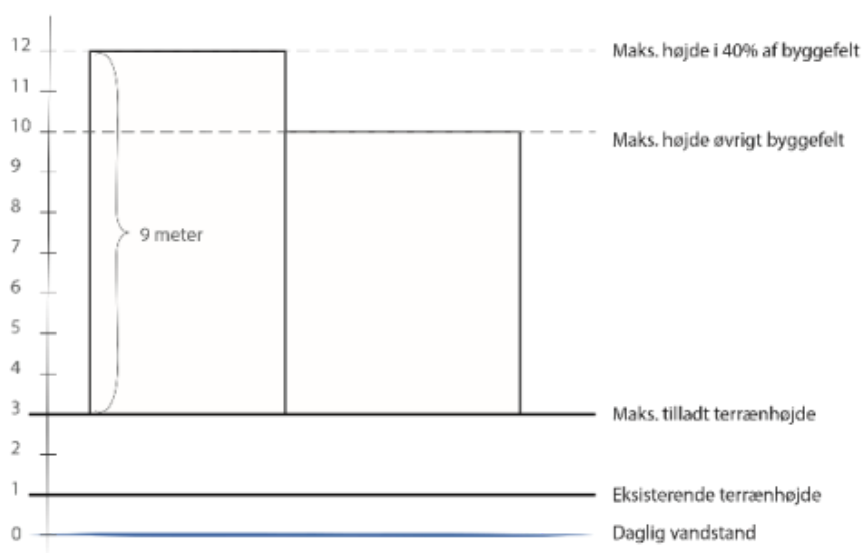 12
Maks. højde i 40% af byggefelt
11
10
Maks. højde øvrigt byggefelt
9
8
7
9 meter
6
5
4
3
Maks. tilladt terrænhøjde
2
1
Eksisterende terrænhøjde
0
Daglig vandstand